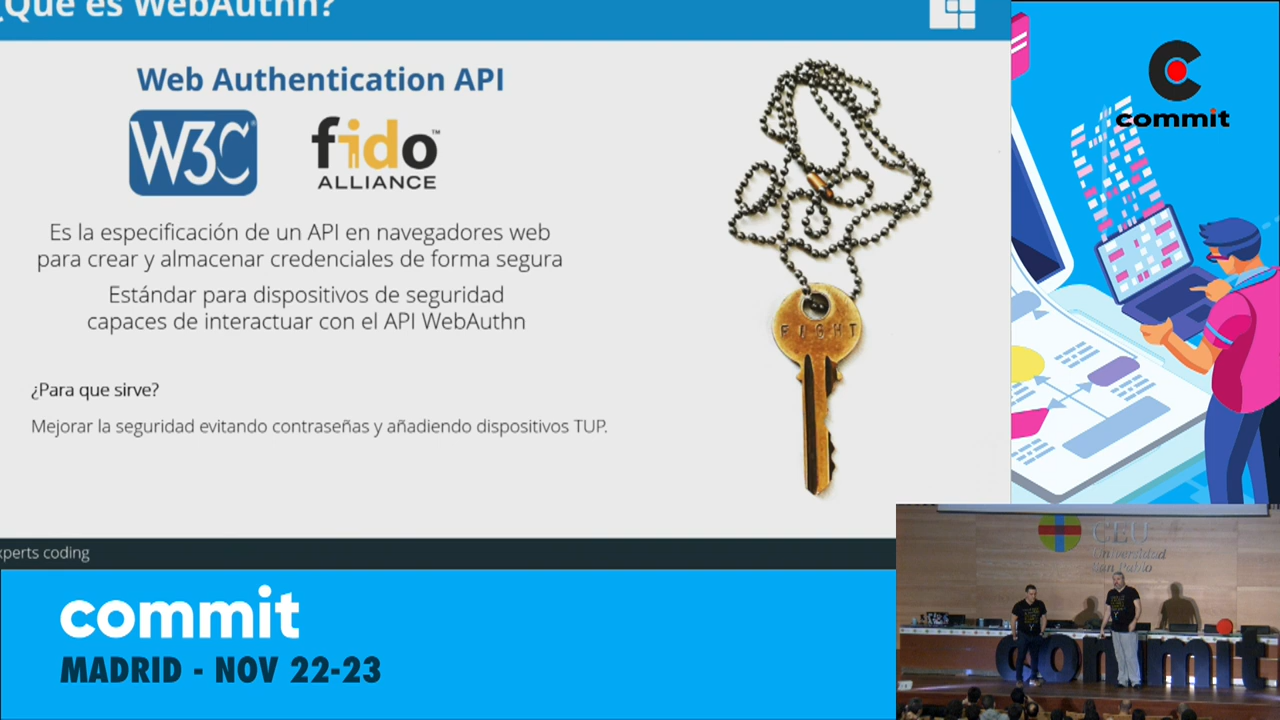 ¿Qué es WebAuthn?
Web Authentication API
W3C
fido
ALLIANCE
Es la especificación de un API en navegadores web
para crear y almacenar credenciales de forma segura
Estándar para dispositivos de seguridad
capaces de interactuar con el API WebAuthn
¿Para que sirve?
Mejorar la seguridad evitando contraseñas y añadiendo dispositivos TUP.
xperts coding
commit
commit
MADRID - NOV 22-23
CEU
Universidad
San Pablo
commit